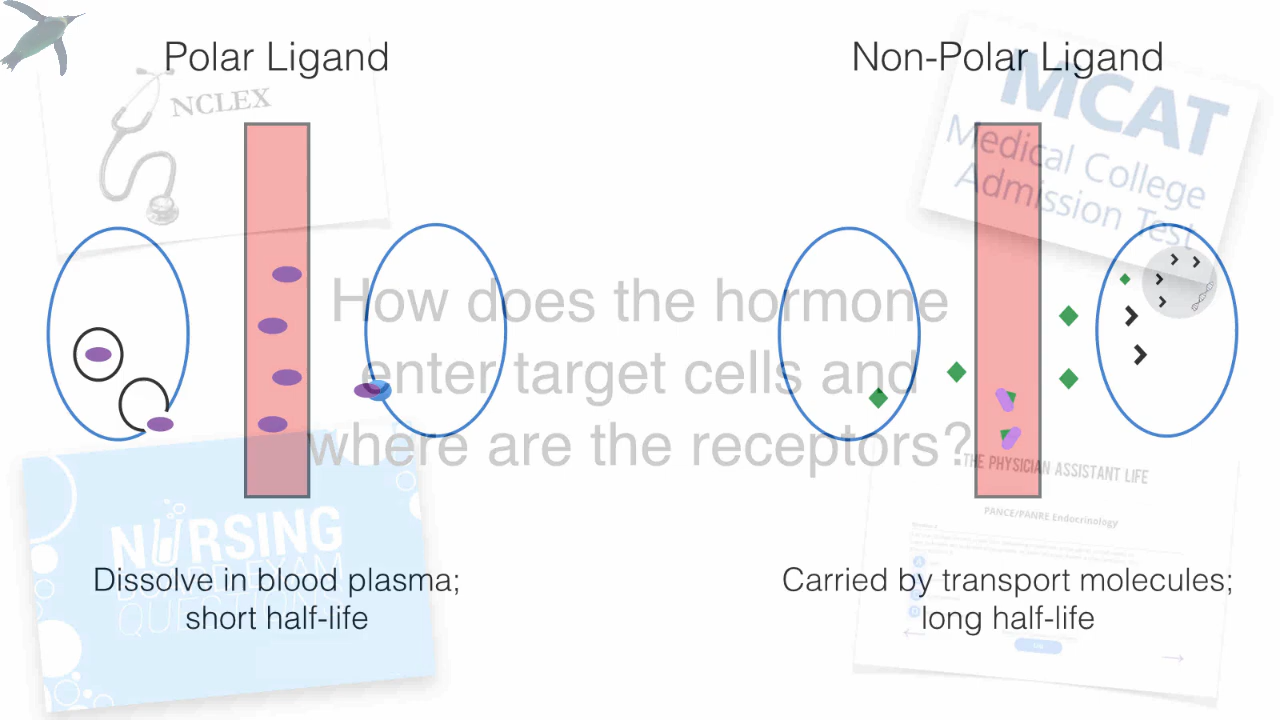 Polar Ligand
Non-Polar Ligand
NCLEX
MCAT
Medical College
Admission Test
How does the hormone
enter target cells and
where are the receptors?
THE PHYSICIAN ASSISTANT LIFE
PANCE/PANRE Endocrinology
NURSING
EXAM
QUESTIONS
Dissolve in blood plasma;
short half-life
Carried by transport molecules;
long half-life